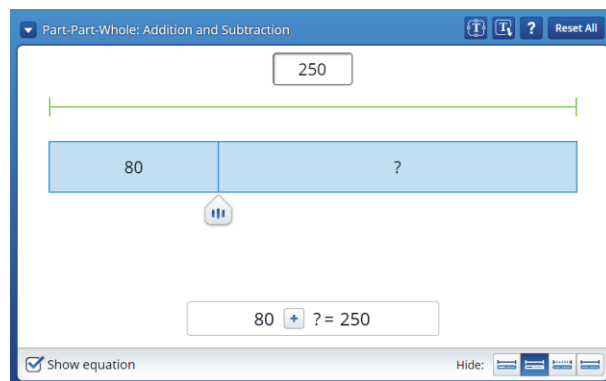 Part-Part-Whole: Addition and Subtraction T T ? Reset All
250
80 ?
80 + ? = 250
Show equation Hide: